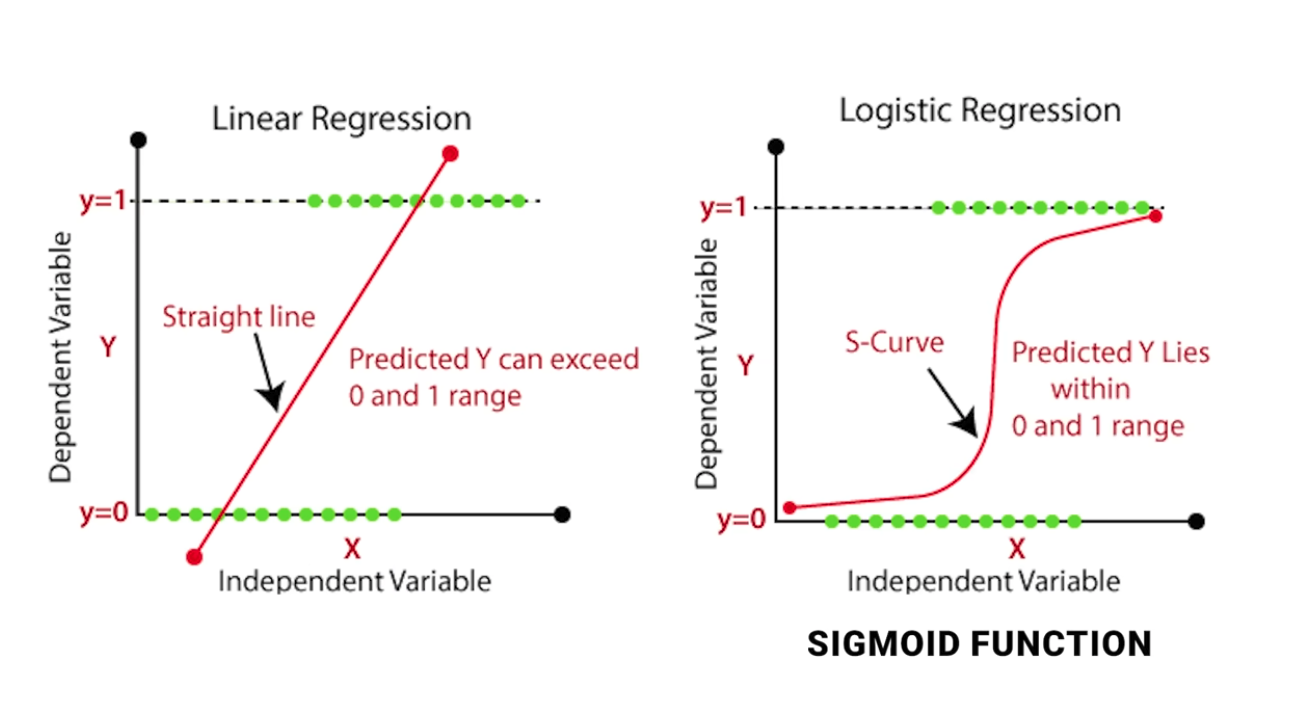 Linear Regression
y=1
Dependent Variable
Y
Straight line
Predicted Y can exceed
0 and 1 range
y=0
X
Independent Variable
Logistic Regression
y=1
Dependent Variable
Y
S-Curve
Predicted Y Lies
within
0 and 1 range
y=0
X
Independent Variable
SIGMOID FUNCTION